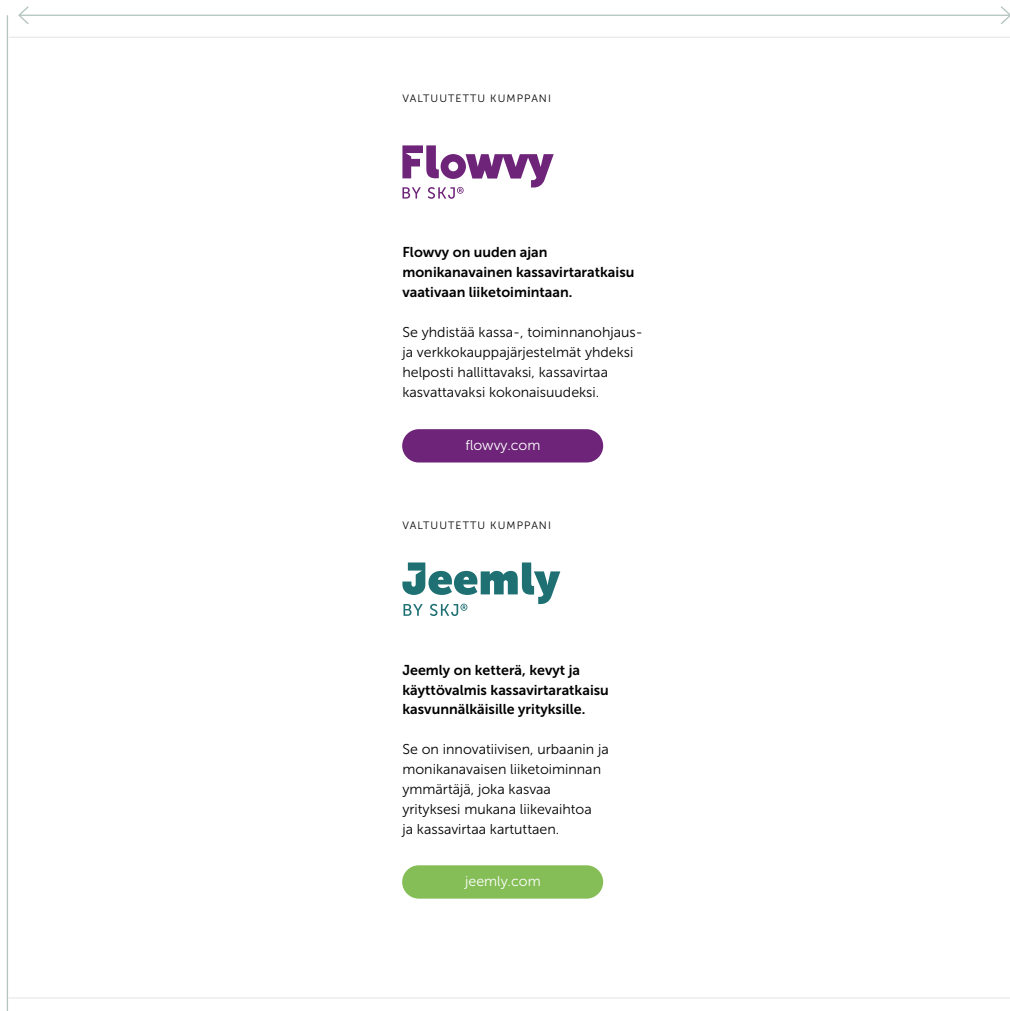 VALTUUTETTU KUMPPANI
Flowvy
BY SKJ®
Flowvy on uuden ajan
monikanavainen kassavirtaratkaisu
vaativaan liiketoimintaan.
Se yhdistää kassa-, toiminnanohjaus-
ja verkkokauppajärjestelmät yhdeksi
helposti hallittavaksi, kassavirtaa
kasvattavaksi kokonaisuudeksi.
flowvy.com
VALTUUTETTU KUMPPANI
Jeemly
BY SKJ®
Jeemly on ketterä, kevyt ja
käyttövalmis kassavirtaratkaisu
kasvunnälkäisille yrityksille.
Se on innovatiivisen, urbaanin ja
monikanavaisen liiketoiminnan
ymmärtäjä, joka kasvaa
yrityksesi mukana liikevaihtoa
ja kassavirtaa kartuttaen.
jeemly.com